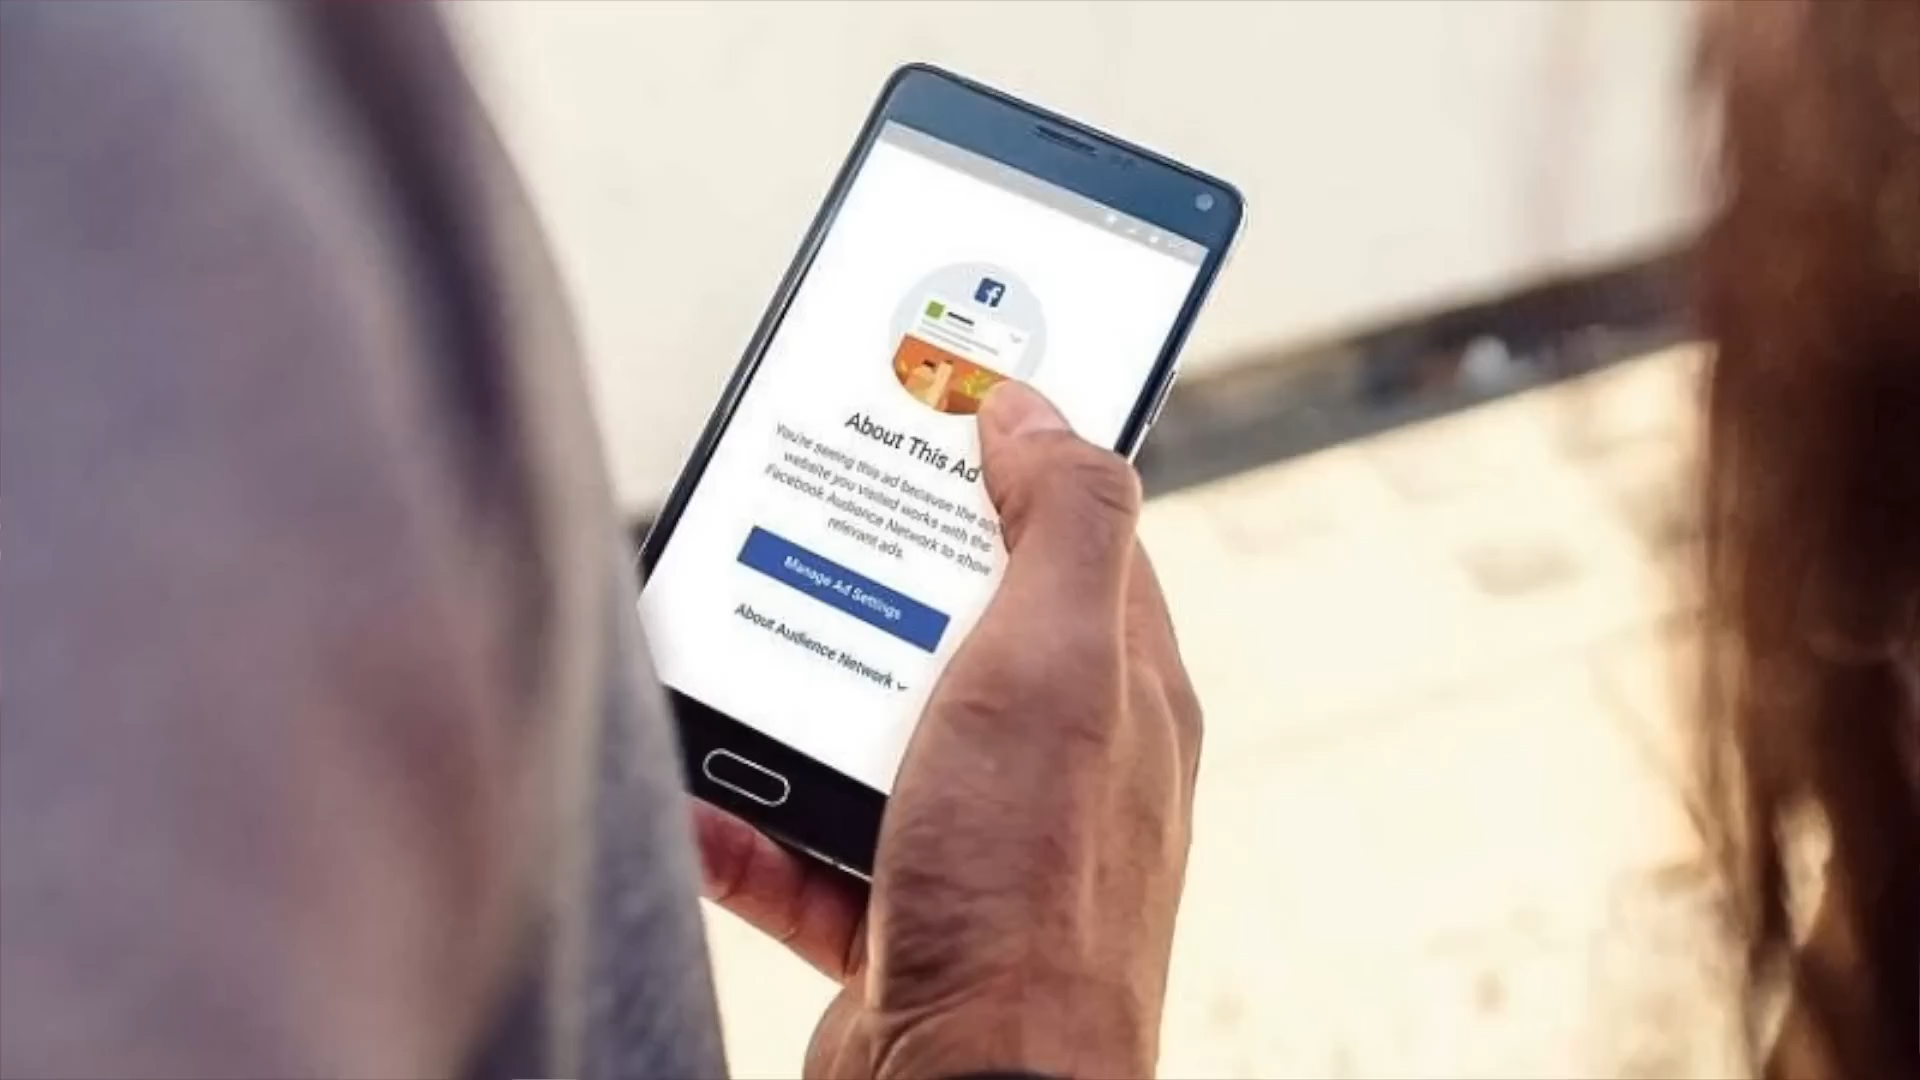 f
About This Ad
You're seeing this ad because the app
website you visited works with the
Facebook Audience Network to show
relevant ads.
Manage Ad Settings
About Audience Network